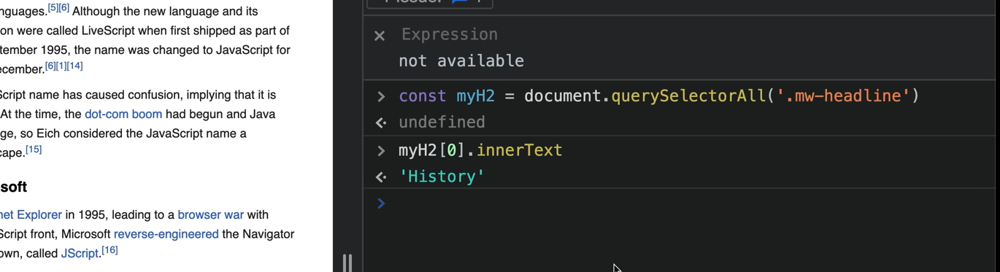 nguages.[5][6] Although the new language and its
on were called LiveScript when first shipped as part of
tember 1995, the name was changed to JavaScript for
ecember.[6][1][14]
Script name has caused confusion, implying that it is
At the time, the dot-com boom had begun and Java
ge, so Eich considered the JavaScript name a
cape.[15]
soft
net Explorer in 1995, leading to a browser war with
Script front, Microsoft reverse-engineered the Navigator
own, called JScript.[16]
× Expression
not available
> const myH2 = document.querySelectorAll('.mw-headline')
<· undefined
> myH2[0].innerText
<· 'History'
>